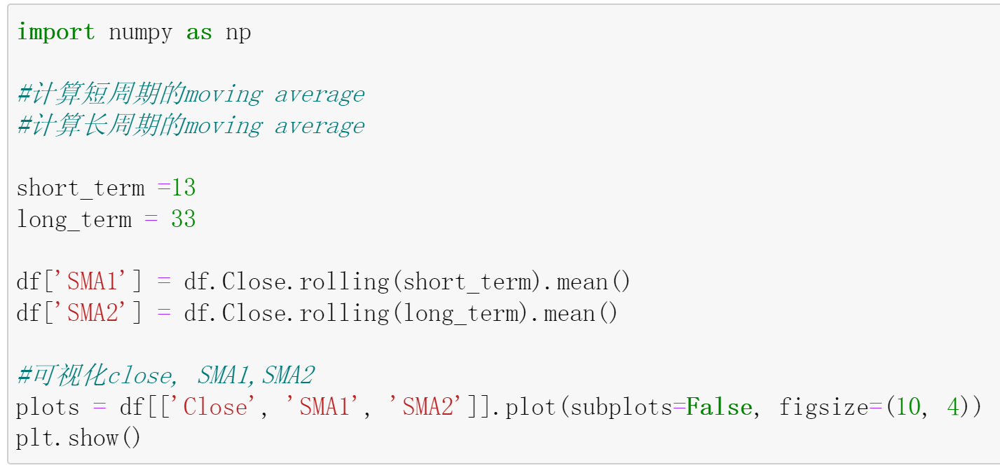 import numpy as np
#计算短周期的moving average
#计算长周期的moving average
short_term =13
long_term = 33
df['SMA1'] = df.Close.rolling(short_term).mean()
df['SMA2'] = df.Close.rolling(long_term).mean()
#可视化close, SMA1,SMA2
plots = df[['Close', 'SMA1', 'SMA2']].plot(subplots=False, figsize=(10, 4))
plt.show()